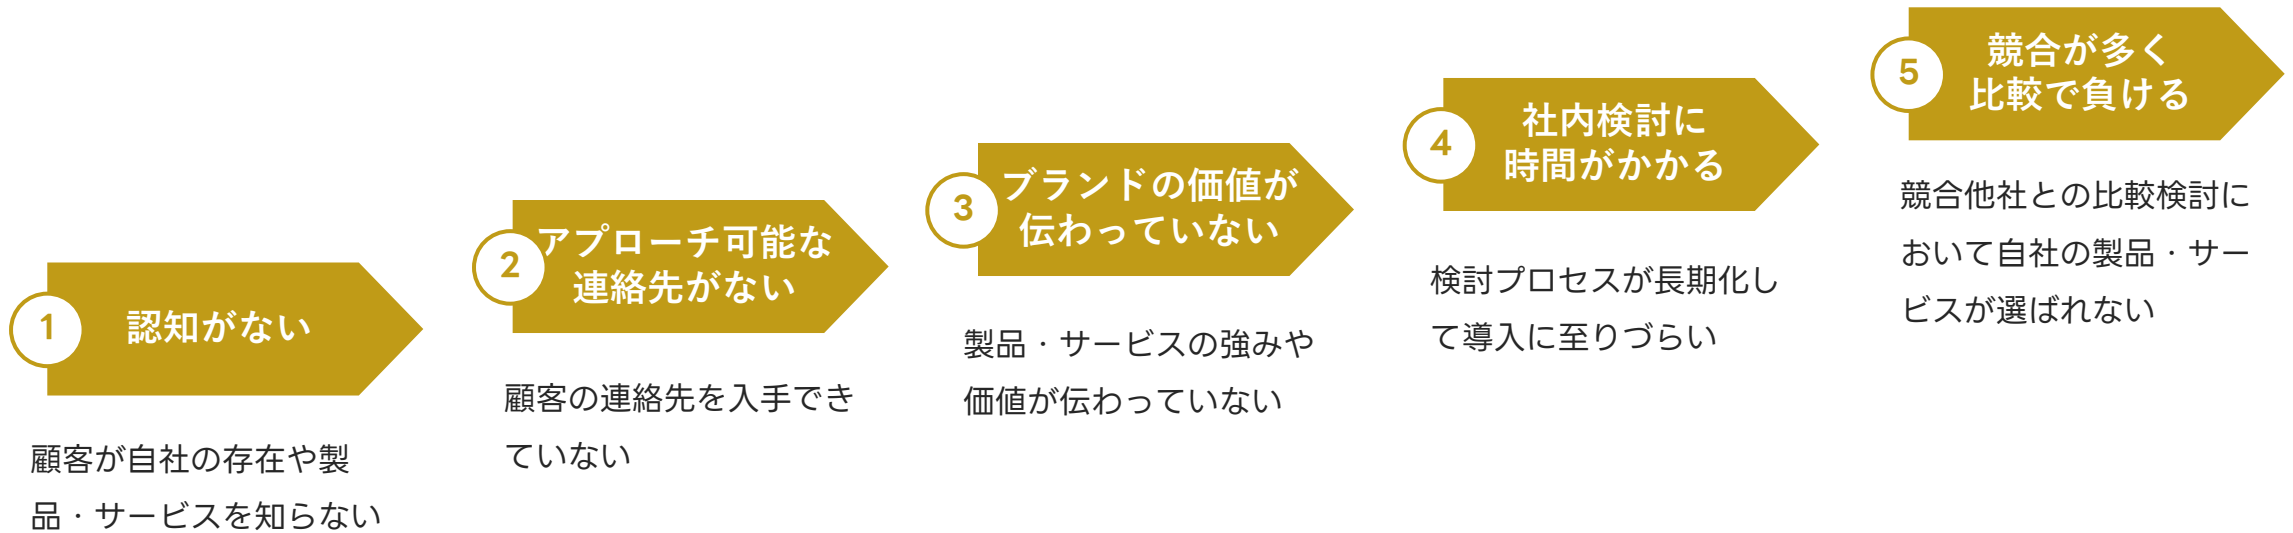 1
認知がない
顧客が自社の存在や製
品・サービスを知らない
2
アプローチ可能な
連絡先がない
顧客の連絡先を入手でき
ていない
3
ブランドの価値が
伝わっていない
製品・サービスの強みや
価値が伝わっていない
4
社内検討に
時間がかかる
検討プロセスが長期化し
て導入に至りづらい
5
競合が多く
比較で負ける
競合他社との比較検討に
おいて自社の製品・サー
ビスが選ばれない